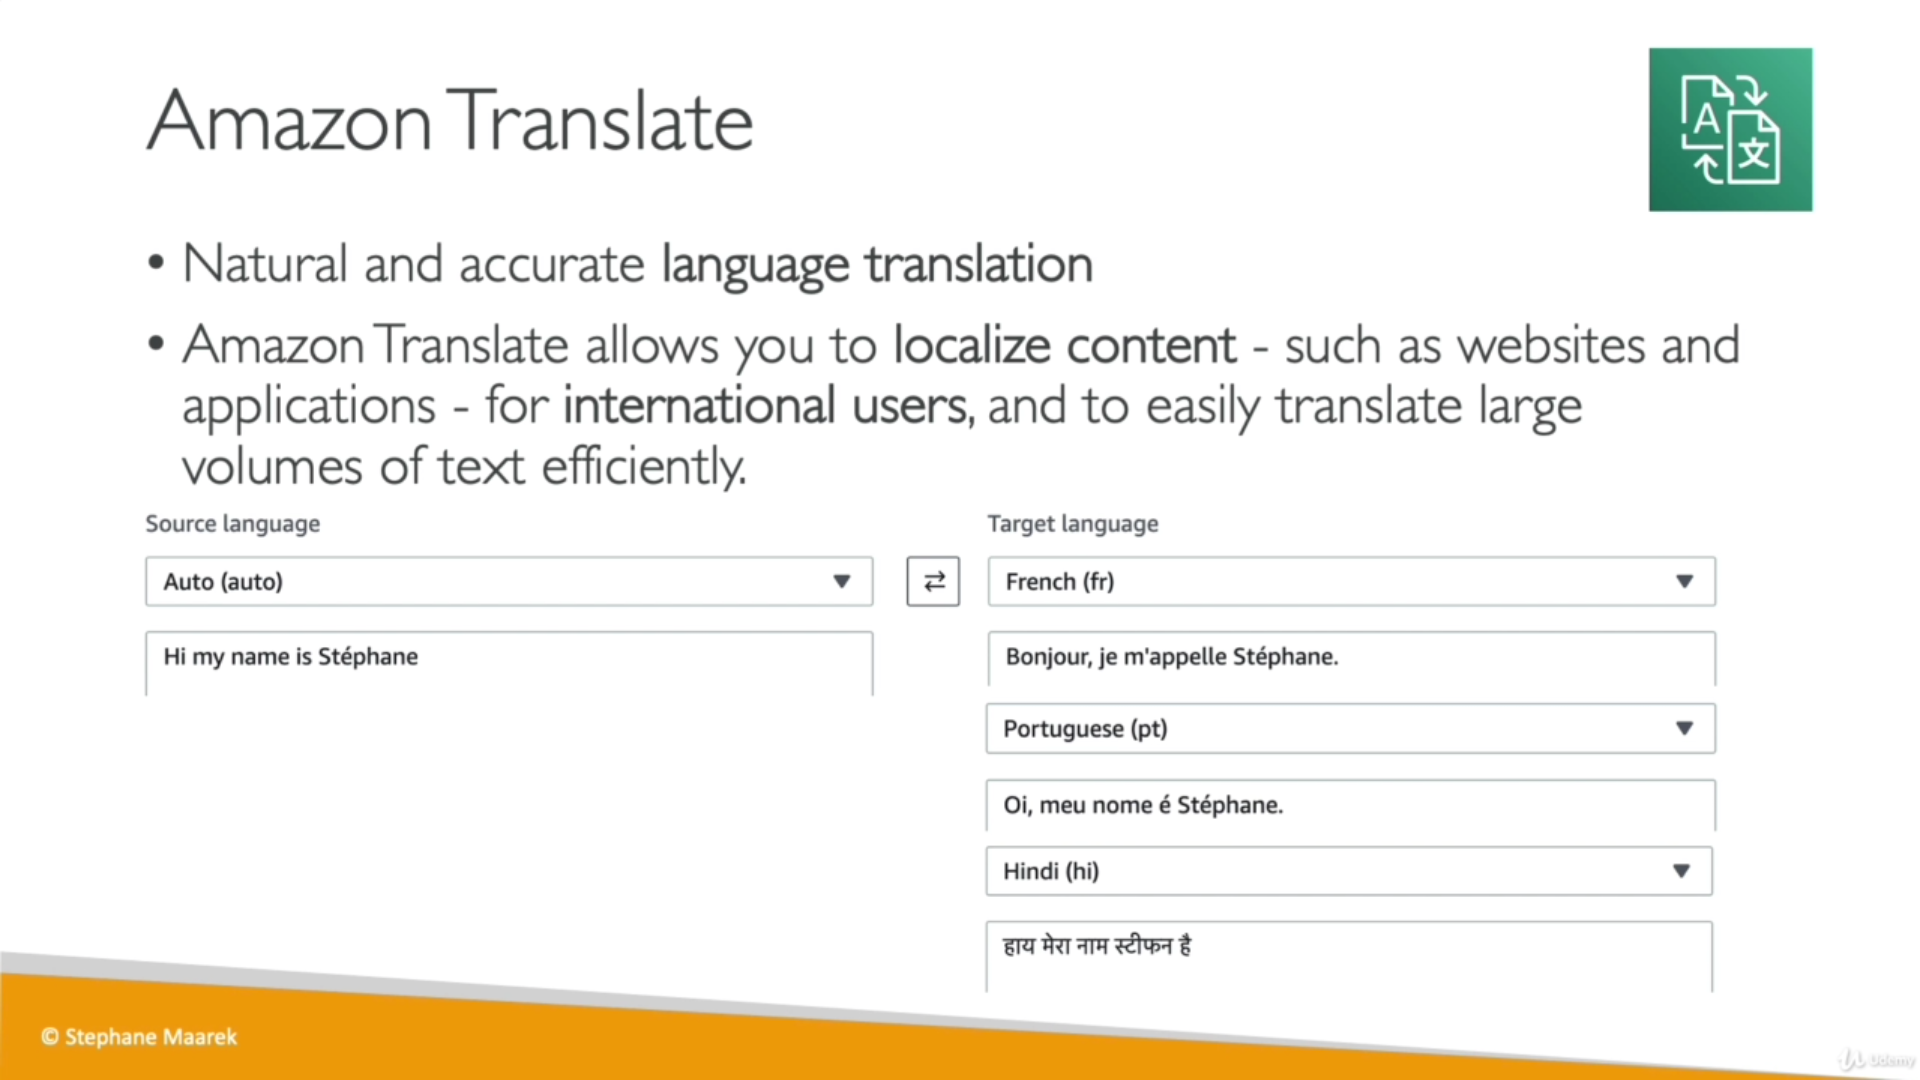 Amazon Translate
A
文
• Natural and accurate language translation
• Amazon Translate allows you to localize content - such as websites and
applications - for international users, and to easily translate large
volumes of text efficiently.
Source language
Auto (auto)
Hi my name is Stéphane
Target language
French (fr)
Bonjour, je m'appelle Stéphane.
Portuguese (pt)
Oi, meu nome é Stéphane.
Hindi (hi)
हाय मेरा नाम स्टीफन है
© Stephane Maarek
Udemy